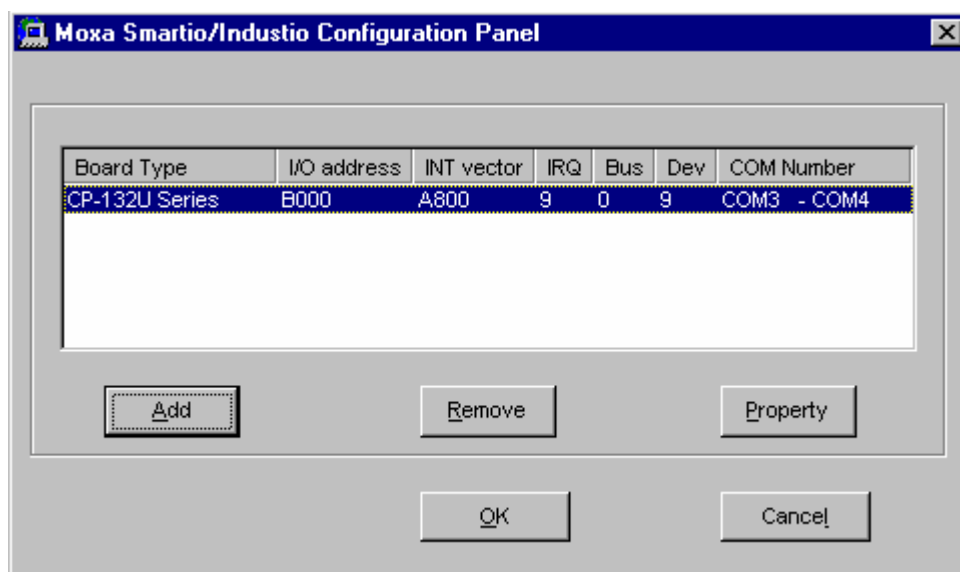 Moxa Smartio/Industio Configuration Panel
Board Type I/O address INT vector IRQ Bus Dev COM Number
CP-132U Series B000 A800 9 0 9 COM3 - COM4
Add Remove Property
OK Cancel